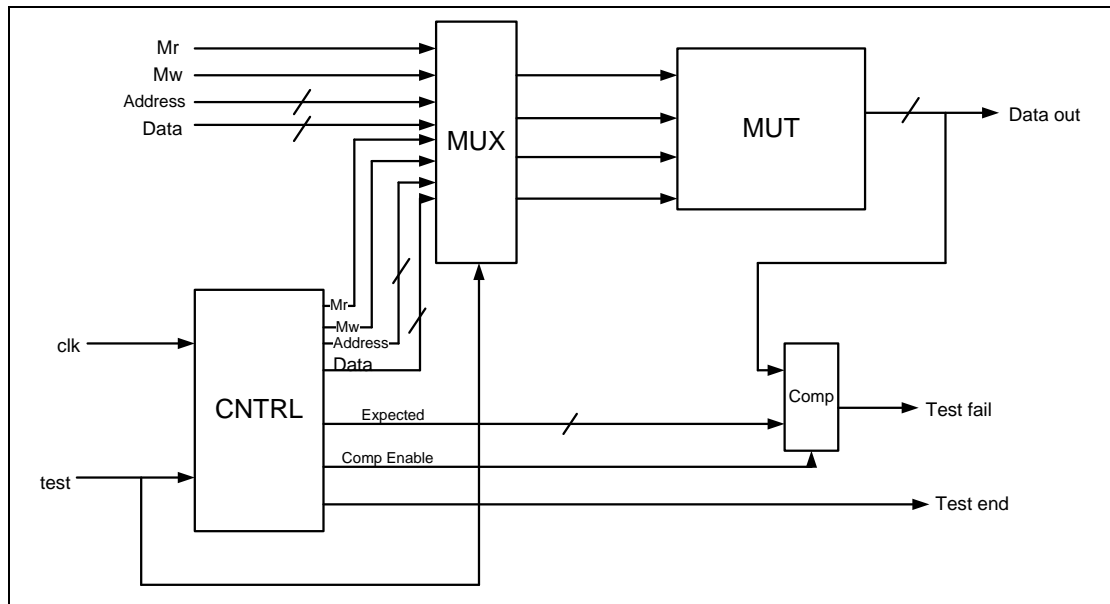 Mr
Mw
Address
Data
MUX
MUT
Data out
Mr
Mw
Address
Data
clk
CNTRL
Comp
Expected
Test fail
Comp Enable
test
Test end